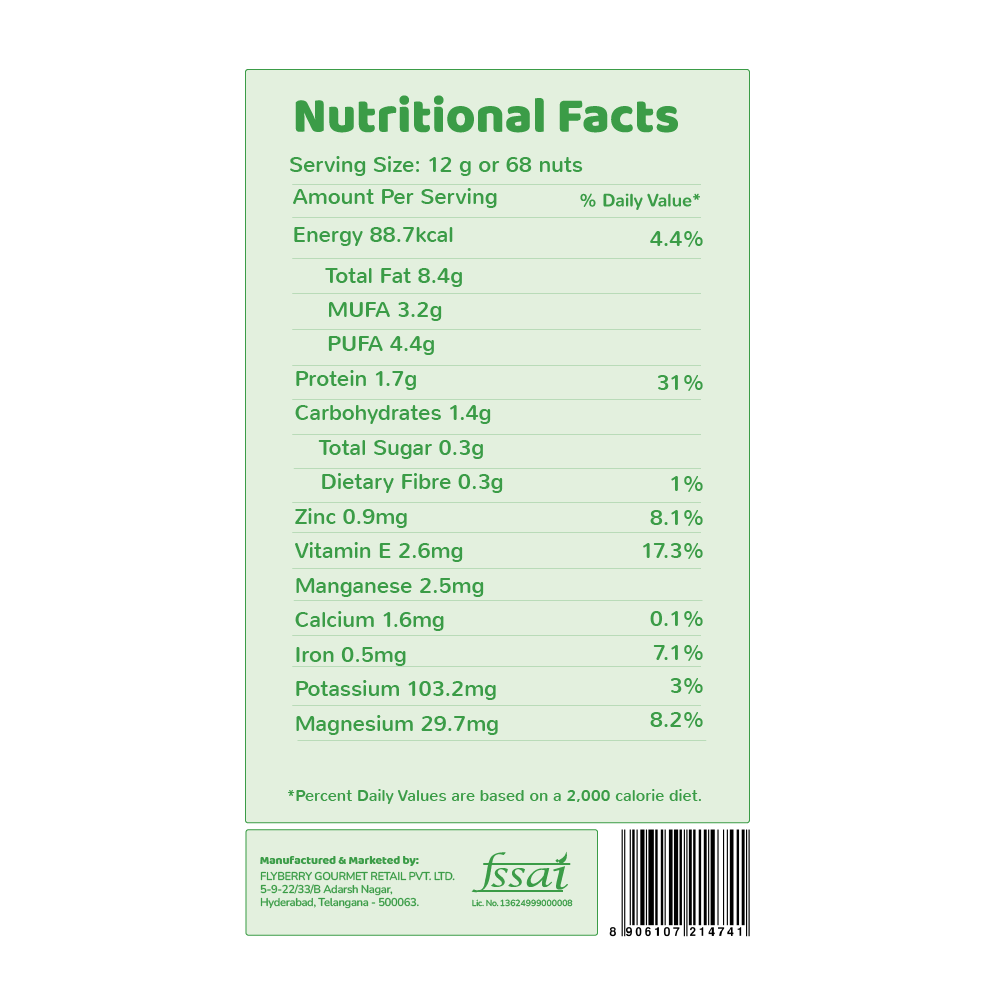 Nutritional Facts
Serving Size: 12 g or 68 nuts
Amount Per Serving % Daily Value*
Energy 88.7kcal 4.4%
Total Fat 8.4g
MUFA 3.2g
PUFA 4.4g
Protein 1.7g 31%
Carbohydrates 1.4g
Total Sugar 0.3g
Dietary Fibre 0.3g 1%
Zinc 0.9mg 8.1%
Vitamin E 2.6mg 17.3%
Manganese 2.5mg
Calcium 1.6mg 0.1%
Iron 0.5mg 7.1%
Potassium 103.2mg 3%
Magnesium 29.7mg 8.2%
*Percent Daily Values are based on a 2,000 calorie diet.
Manufactured & Marketed by:
FLYBERRY GOURMET RETAIL PVT. LTD.
5-9-22/33/B Adarsh Nagar,
Hyderabad, Telangana - 500063.
fssai
Lic. No. 13624999000008
8 906107 214741